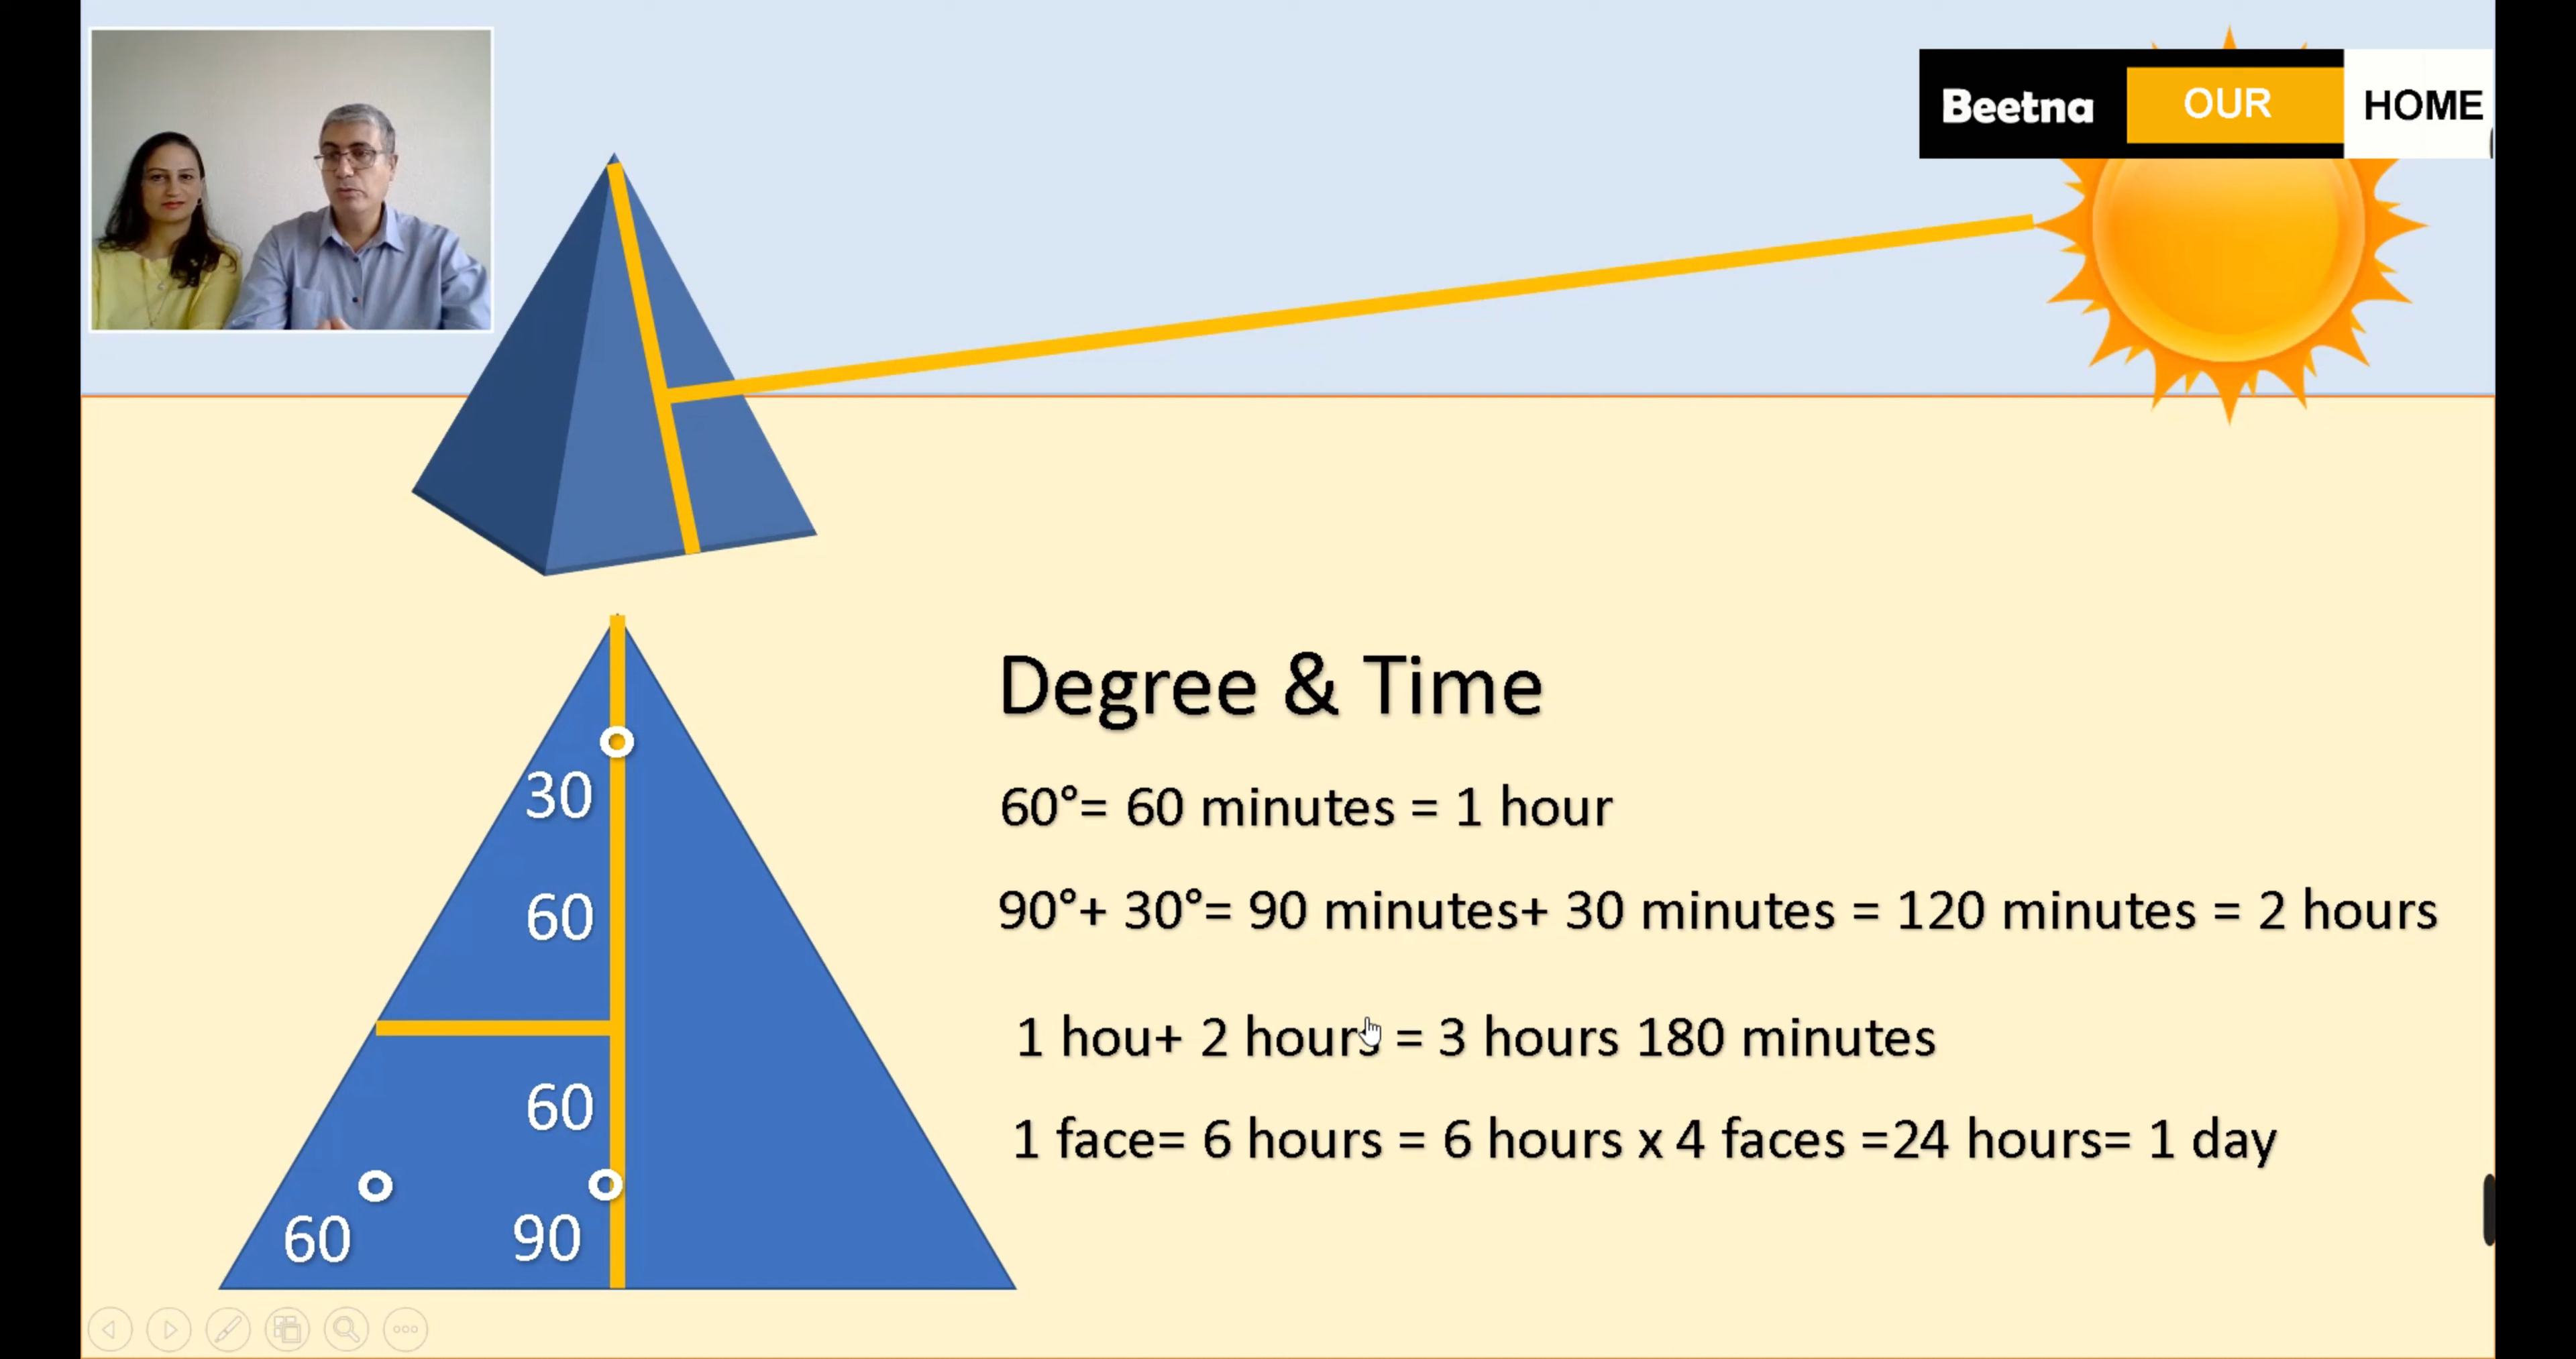 Beetna OUR HOME
30
60
60
60 90
Degree & Time
60°= 60 minutes = 1 hour
90°+ 30°= 90 minutes+ 30 minutes = 120 minutes = 2 hours
1 hou+ 2 hours = 3 hours 180 minutes
1 face= 6 hours = 6 hours x 4 faces =24 hours= 1 day